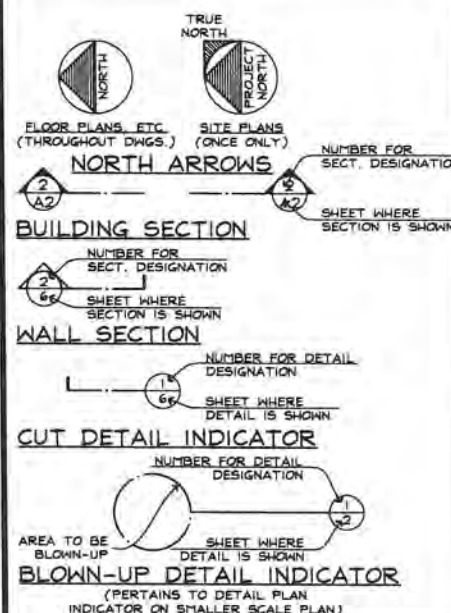 TRUE
NORTH
NORTH
PROJECT
NORTH
FLOOR PLANS, ETC
(THROUGHOUT DWGS.)
SITE PLANS
(ONCE ONLY)
NORTH ARROWS
NUMBER FOR
SECT. DESIGNATIO
2
A2
2
A2
SHEET WHERE
SECTION IS SHOWN
BUILDING SECTION
NUMBER FOR
SECT. DESIGNATION
2
6
SHEET WHERE
SECTION IS SHOWN
WALL SECTION
NUMBER FOR DETAIL
DESIGNATION
1
6
SHEET WHERE
DETAIL IS SHOWN
CUT DETAIL INDICATOR
NUMBER FOR DETAIL
DESIGNATION
1
2
AREA TO BE
BLOWN-UP
SHEET WHERE
DETAIL IS SHOWN
BLOWN-UP DETAIL INDICATOR
(PERTAINS TO DETAIL PLAN
INDICATOR ON SMALLER SCALE PLAN)